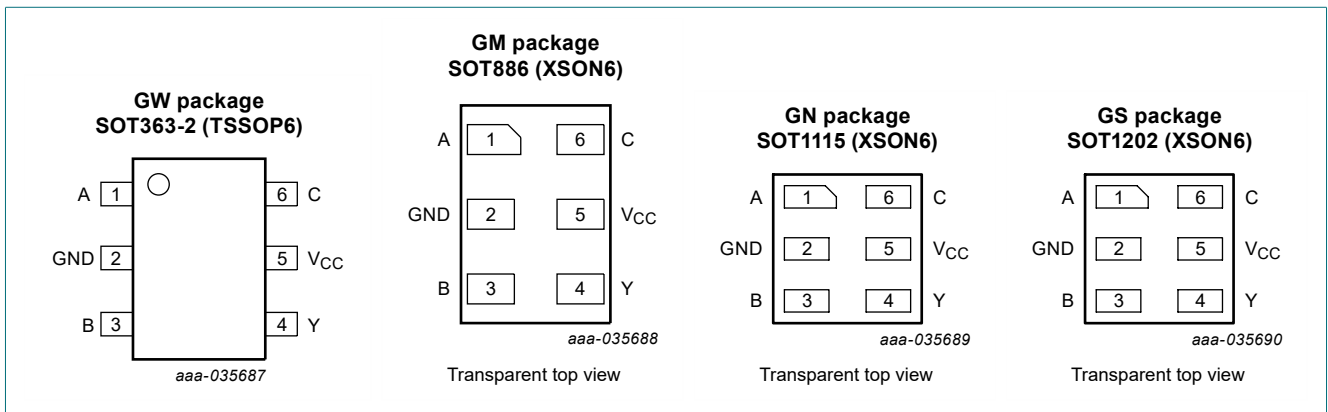 GW package
SOT363-2 (TSSOP6)
A 1 6 C
GND 2 5 VCC
B 3 4 Y
aaa-035687
GM package
SOT886 (XSON6)
A 1 6 C
GND 2 5 VCC
B 3 4 Y
aaa-035688
Transparent top view
GN package
SOT1115 (XSON6)
A 1 6 C
GND 2 5 VCC
B 3 4 Y
aaa-035689
Transparent top view
GS package
SOT1202 (XSON6)
A 1 6 C
GND 2 5 VCC
B 3 4 Y
aaa-035690
Transparent top view